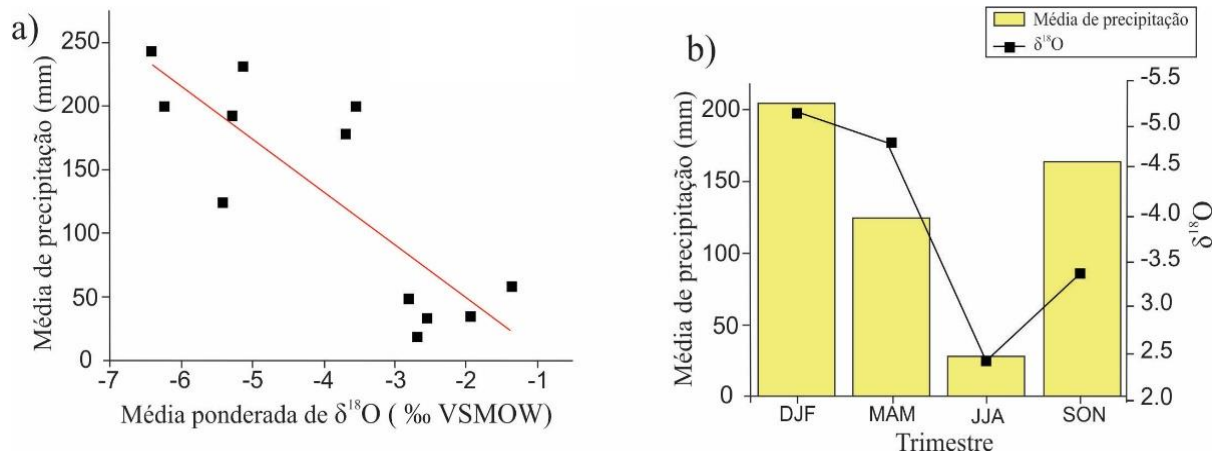 a)
Média de precipitação (mm)
250
200
150
100
50
0
-7 -6 -5 -4 -3 -2 -1
Média ponderada de δ¹⁸O ( ‰ VSMOW)
b)
Média de precipitação
δ¹⁸O
Média de precipitação (mm)
200
150
100
50
0
-5.5
-5.0
-4.5
-4.0
-3.5
3.0
2.5
2.0
δ¹⁸O
DJF MAM JJA SON
Trimestre